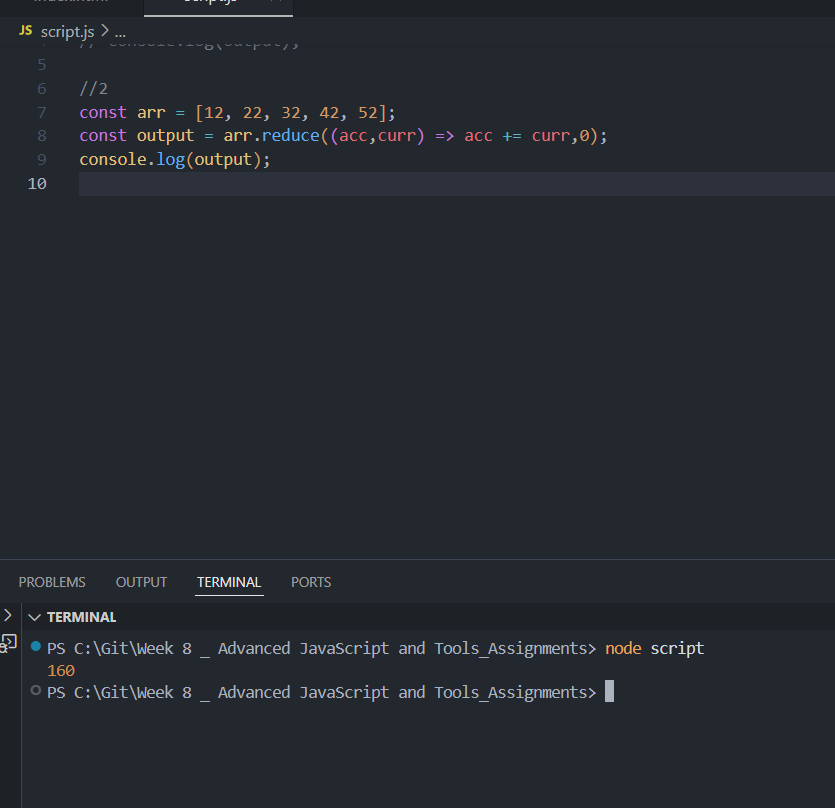 JS script.js > ...
5
6 //2
7 const arr = [12, 22, 32, 42, 52];
8 const output = arr.reduce((acc,curr) => acc += curr,0);
9 console.log(output);
10
PROBLEMS OUTPUT TERMINAL PORTS
TERMINAL
PS C:\Git\Week 8 _ Advanced JavaScript and Tools_Assignments> node script
160
PS C:\Git\Week 8 _ Advanced JavaScript and Tools_Assignments>